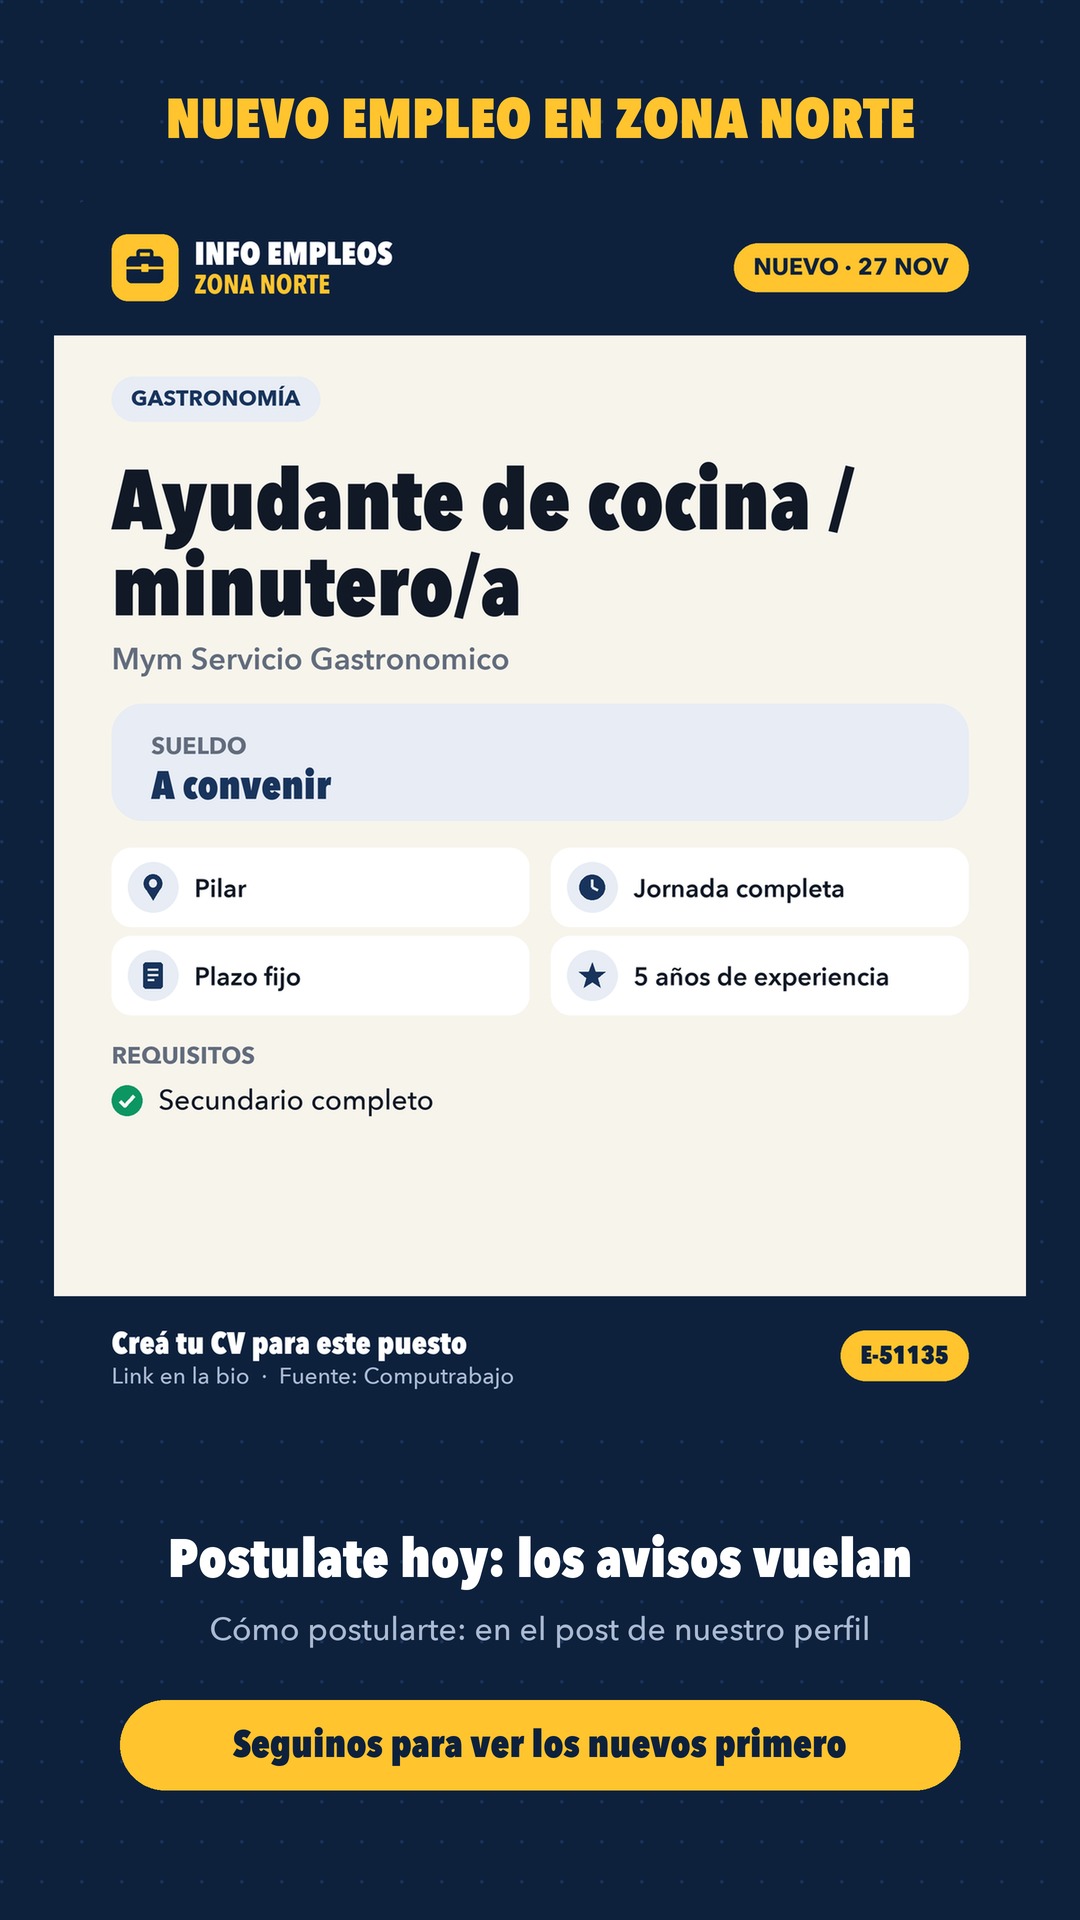 NUEVO EMPLEO EN ZONA NORTE
INFO EMPLEOS
ZONA NORTE
NUEVO · 27 NOV
GASTRONOMÍA
Ayudante de cocina /
minutero/a
Mym Servicio Gastronomico
SUELDO
A convenir
Pilar
Jornada completa
Plazo fijo
5 años de experiencia
REQUISITOS
Secundario completo
Creá tu CV para este puesto
Link en la bio · Fuente: Computrabajo
E-51135
Postulate hoy: los avisos vuelan
Cómo postularte: en el post de nuestro perfil
Seguinos para ver los nuevos primero